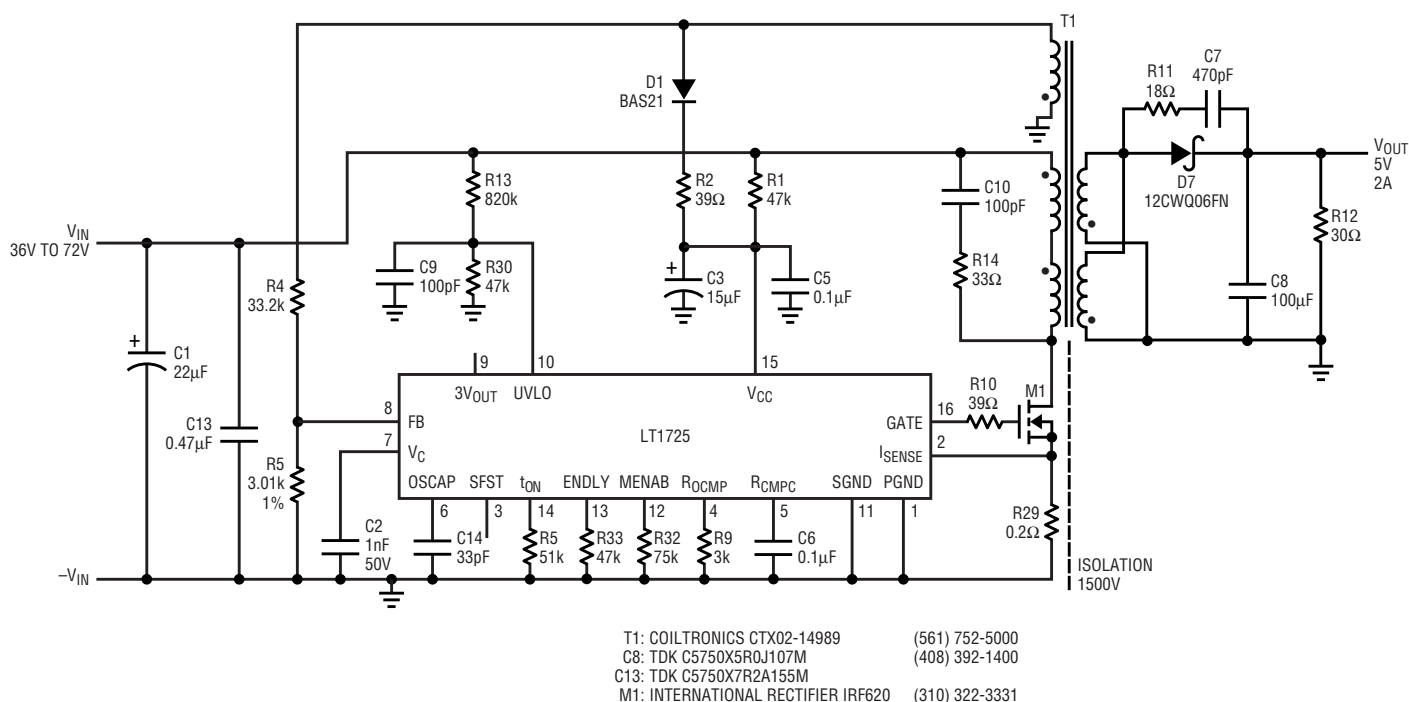 T1
D1
BAS21
R11
18Ω
C7
470pF
VOUT
5V
2A
D7
12CWQ06FN
R12
30Ω
C8
100μF
VIN
36V TO 72V
R13
820k
R2
39Ω
R1
47k
C10
100pF
R14
33Ω
C9
100pF
R30
47k
C3
15μF
C5
0.1μF
+
R4
33.2k
+
C1
22μF
C13
0.47μF
R5
3.01k
1%
9
10
15
3VOUT
UVLO
VCC
8
FB
7
VC
LT1725
GATE
16
ISENSE
2
R10
39Ω
M1
OSCAP
SFST
tON
ENDLY
MENAB
ROCMP
RCMPC
SGND
PGND
6
3
14
13
12
4
5
11
1
C2
1nF
50V
C14
33pF
R5
51k
R33
47k
R32
75k
R9
3k
C6
0.1μF
R29
0.2Ω
ISOLATION
1500V
–VIN
T1: COILTRONICS CTX02-14989 (561) 752-5000
C8: TDK C5750X5R0J107M (408) 392-1400
C13: TDK C5750X7R2A155M
M1: INTERNATIONAL RECTIFIER IRF620 (310) 322-3331